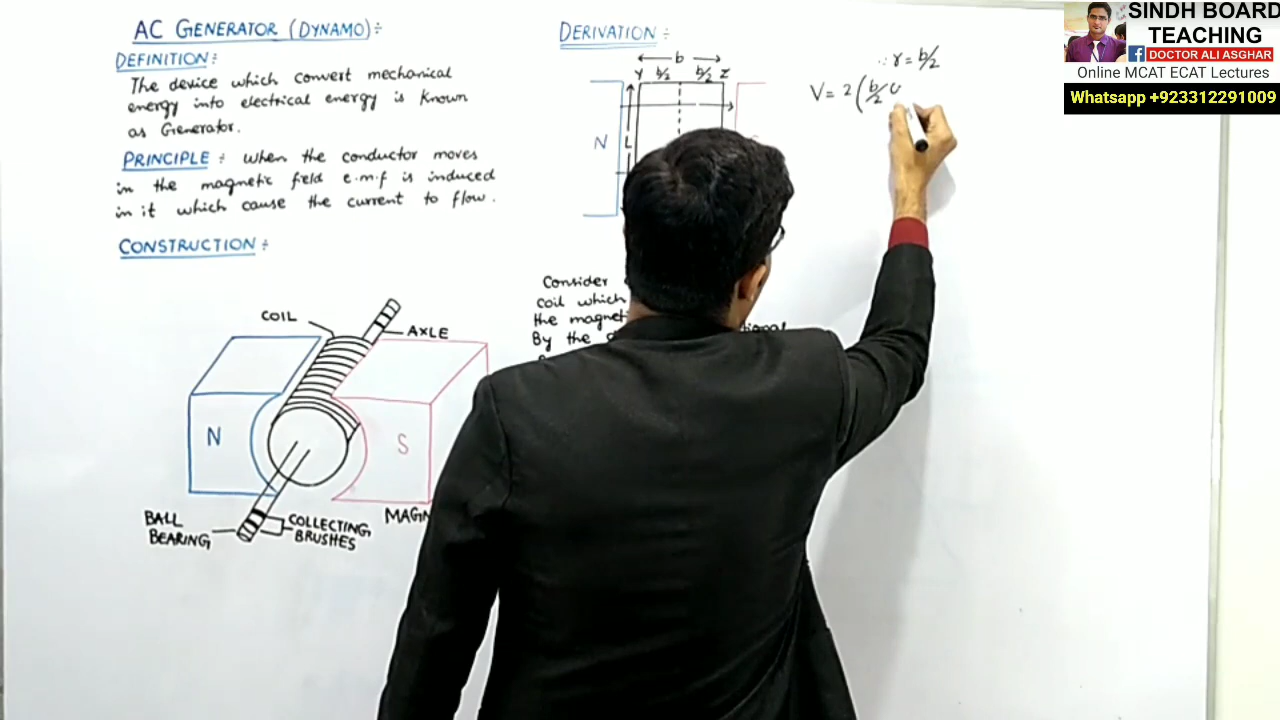 AC GENERATOR (DYNAMO):-
DEFINITION:-
The device which convert mechanical
energy into electrical energy is known
as Generator.
PRINCIPLE: when the conductor moves
in the magnetic field e.m.f is induced
in it which cause the current to flow.
CONSTRUCTION:-
COIL
AXLE
N
S
BALL
BEARING
COLLECTING
BRUSHES
MAGN
DERIVATION:-
b
Y b/2 b/2 Z
N
L
Consider
coil which
the magnet
By the
∵ r = b/2
V = 2 (b/2
SINDH BOARD
TEACHING
f DOCTOR ALI ASGHAR
Online MCAT ECAT Lectures
Whatsapp +923312291009